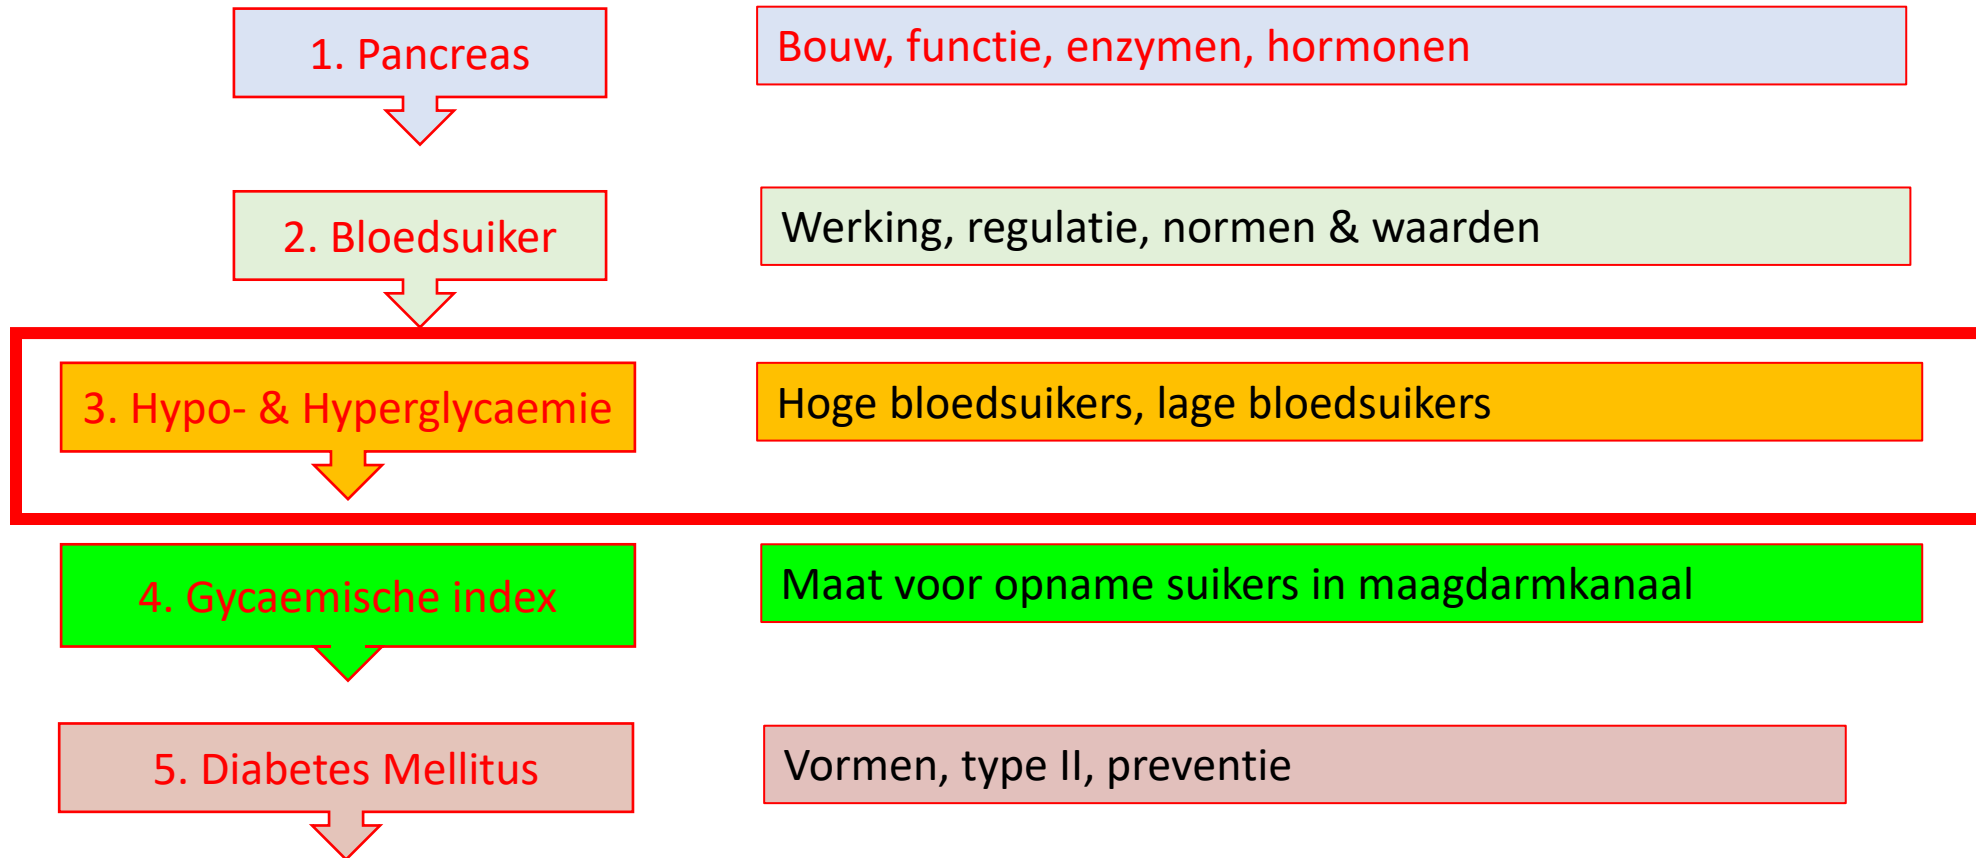 1. Pancreas
Bouw, functie, enzymen, hormonen
2. Bloedsuiker
Werking, regulatie, normen & waarden
3. Hypo- & Hyperglycaemie
Hoge bloedsuikers, lage bloedsuikers
4. Gycaemische index
Maat voor opname suikers in maagdarmkanaal
5. Diabetes Mellitus
Vormen, type II, preventie